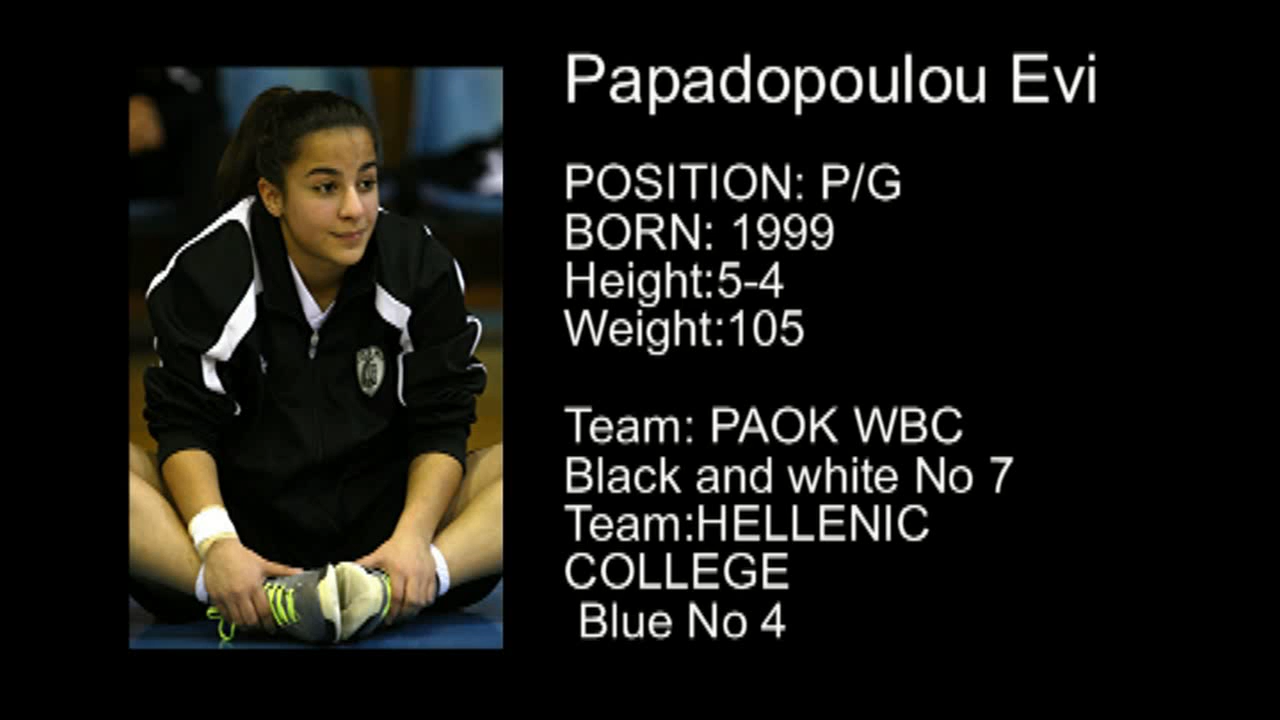 Papadopoulou Evi
POSITION: P/G
BORN: 1999
Height:5-4
Weight:105
Team: PAOK WBC
Black and white No 7
Team:HELLENIC
COLLEGE
Blue No 4